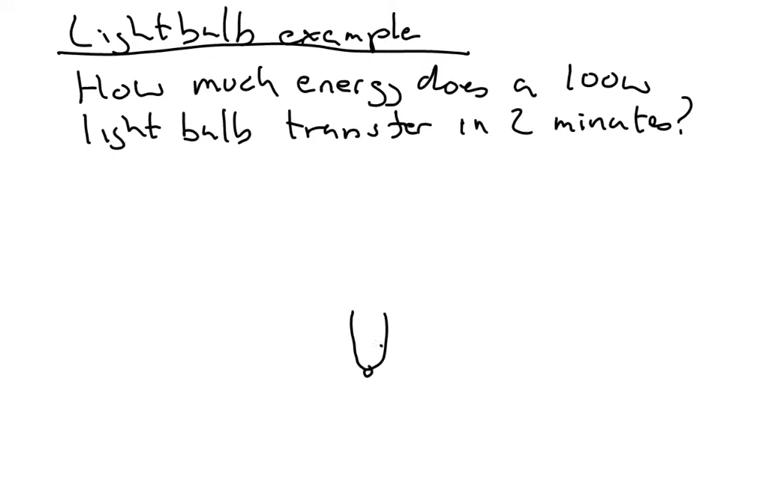 Lightbulb example
How much energy does a 100W
light bulb transfer in 2 minutes?